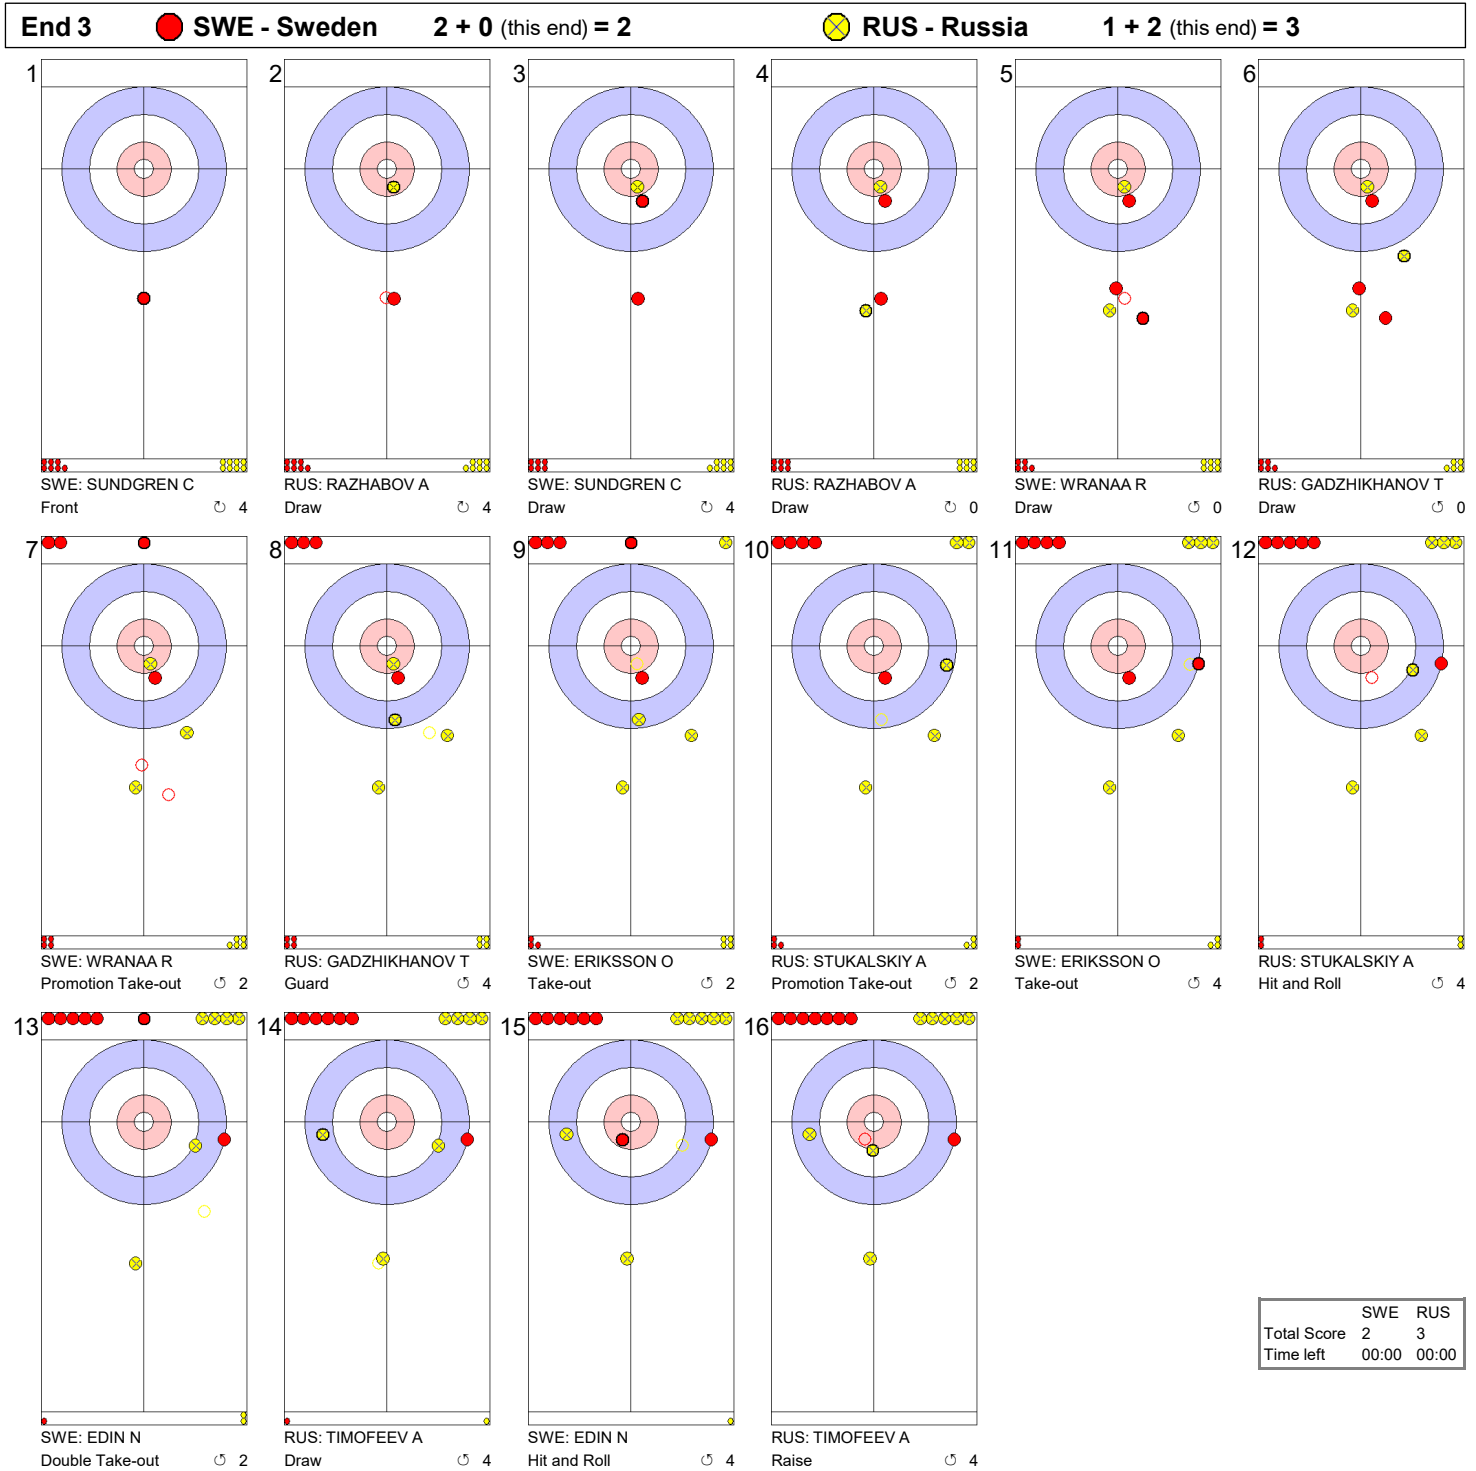 End 3 SWE - Sweden 2 + 0 (this end) = 2 RUS - Russia 1 + 2 (this end) = 3
1 2 3 4 5 6
SWE: SUNDGREN C RUS: RAZHABOV A SWE: SUNDGREN C RUS: RAZHABOV A SWE: WRANAA R RUS: GADZHIKHANOV T
Front ↻ 4 Draw ↻ 4 Draw ↻ 4 Draw ↻ 0 Draw ↺ 0 Draw ↺ 0
7 8 9 10 11 12
SWE: WRANAA R RUS: GADZHIKHANOV T SWE: ERIKSSON O RUS: STUKALSKIY A SWE: ERIKSSON O RUS: STUKALSKIY A
Promotion Take-out ↺ 2 Guard ↺ 4 Take-out ↺ 2 Promotion Take-out ↺ 2 Take-out ↺ 4 Hit and Roll ↺ 4
13 14 15 16
SWE: EDIN N RUS: TIMOFEEV A SWE: EDIN N RUS: TIMOFEEV A
Double Take-out ↺ 2 Draw ↺ 4 Hit and Roll ↺ 4 Raise ↺ 4
SWE RUS
Total Score 2 3
Time left 00:00 00:00